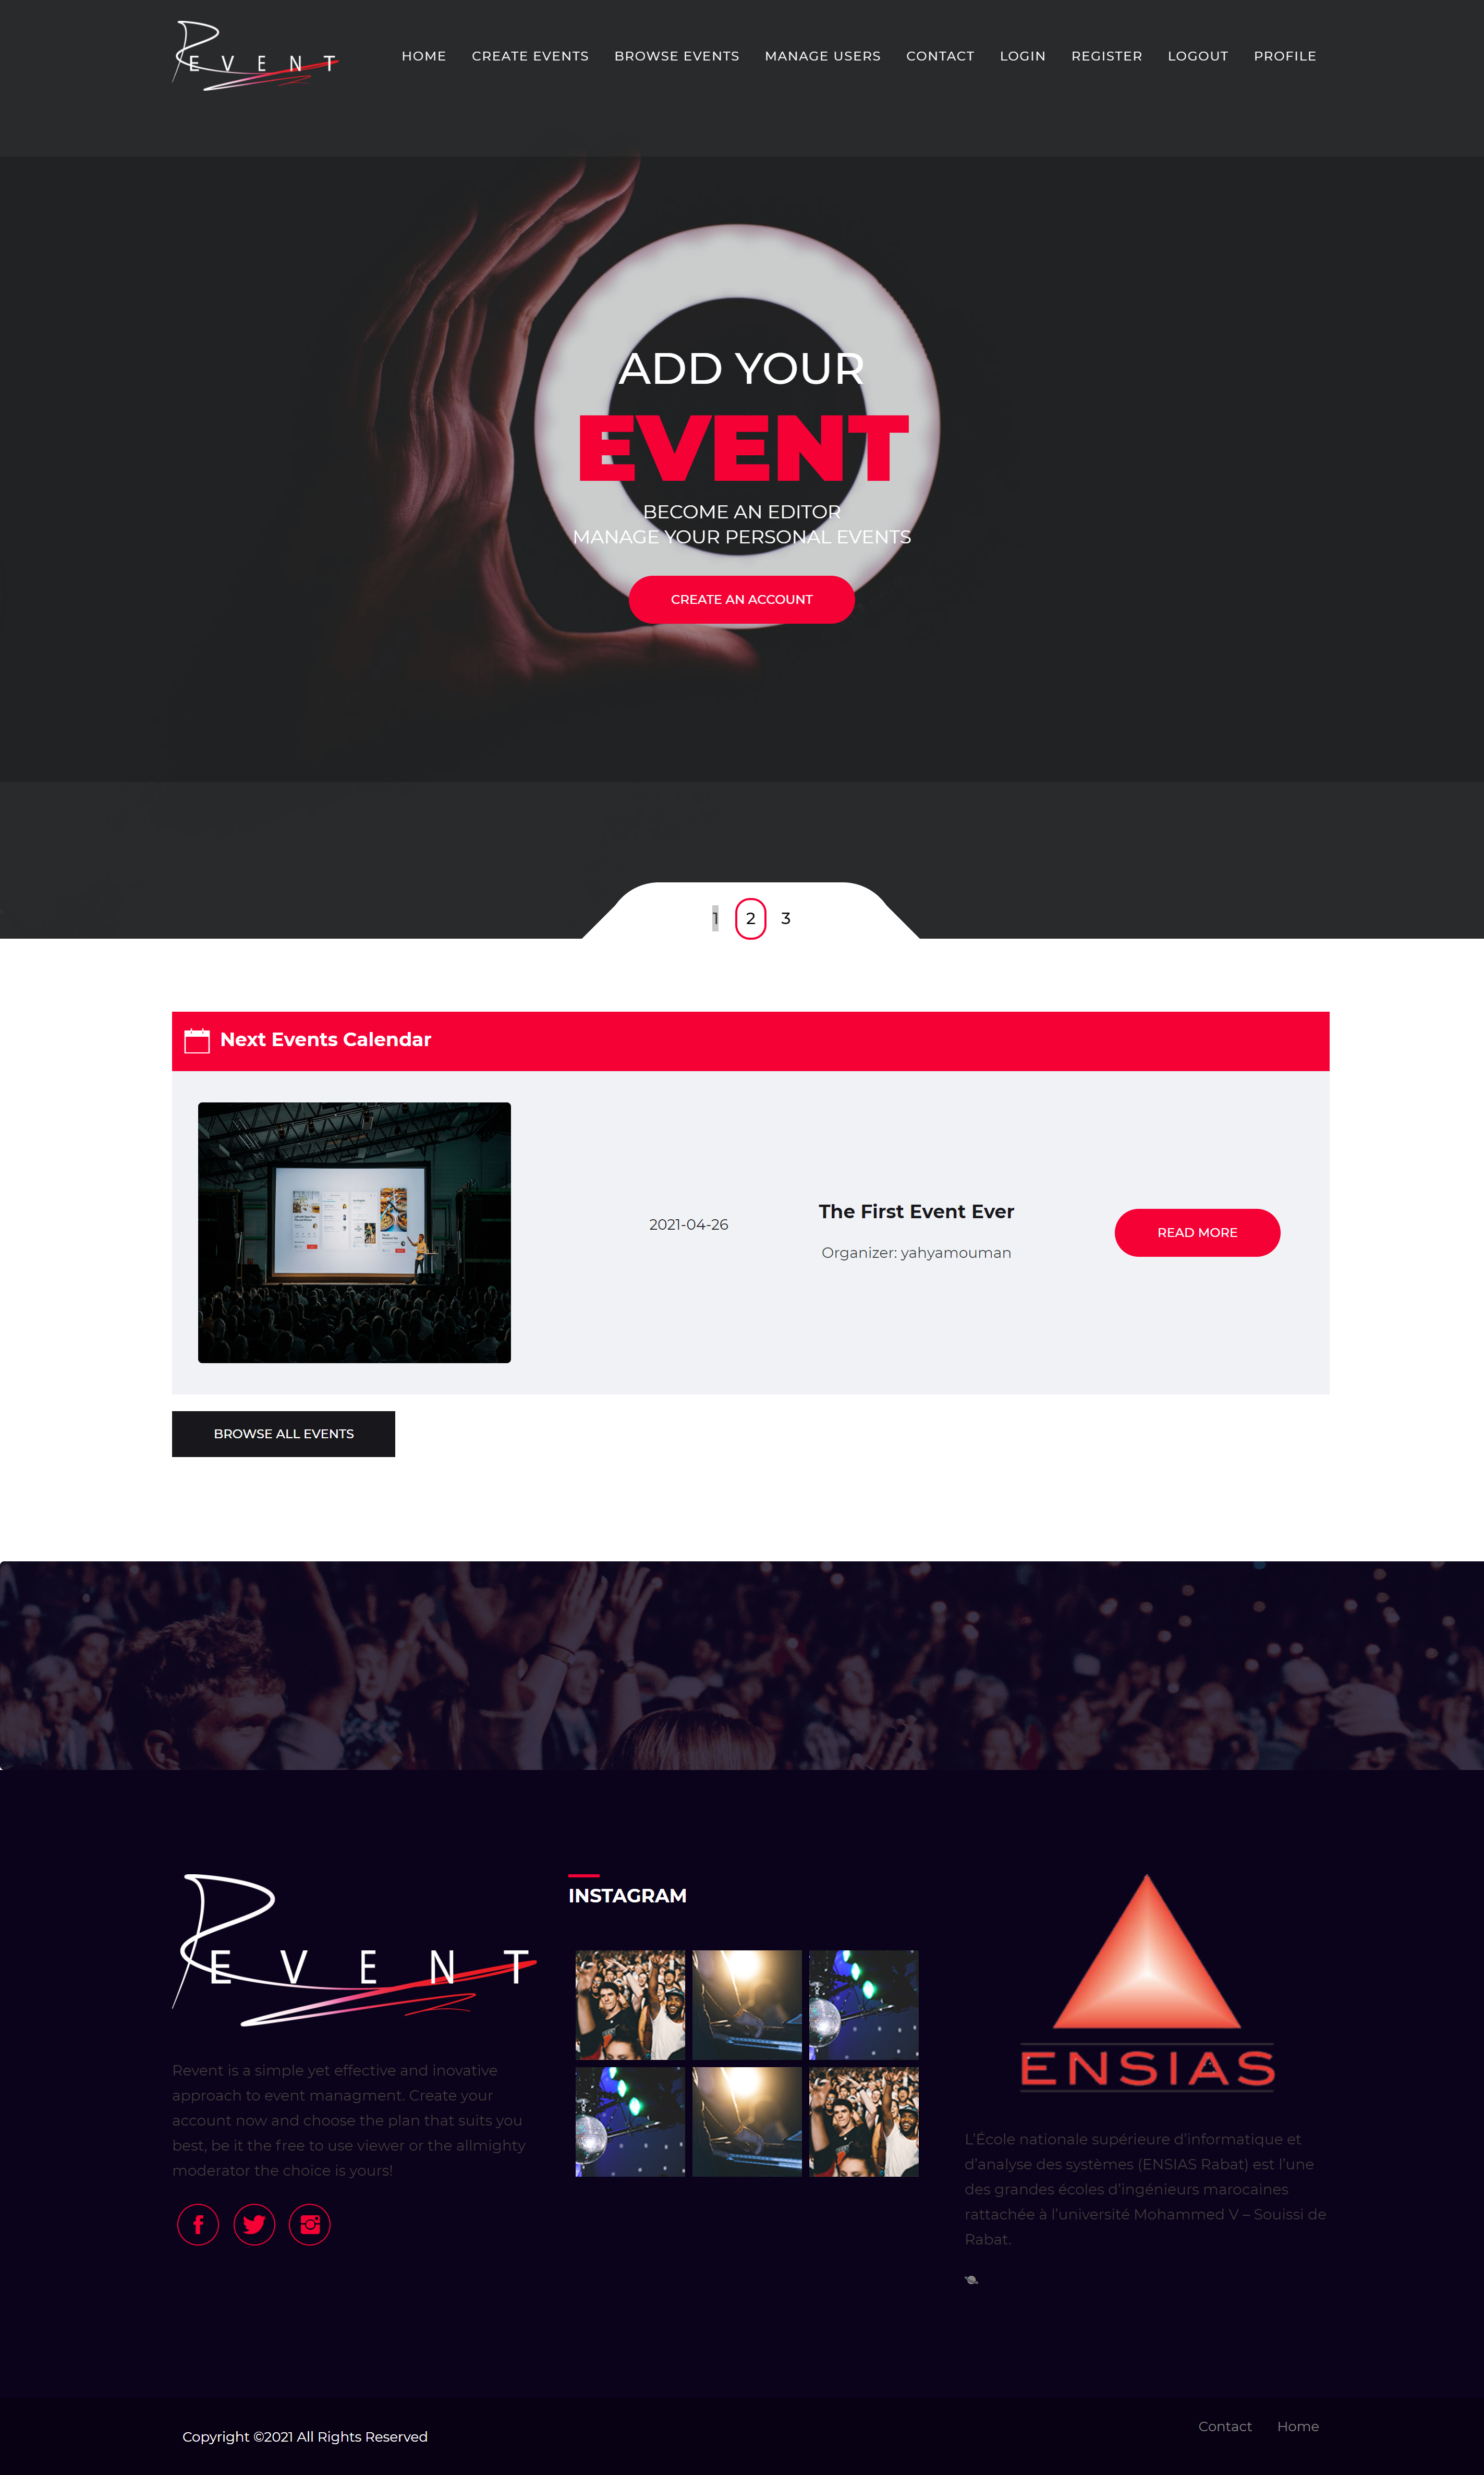 REVENT
HOME CREATE EVENTS BROWSE EVENTS MANAGE USERS CONTACT LOGIN REGISTER LOGOUT PROFILE
ADD YOUR
EVENT
BECOME AN EDITOR
MANAGE YOUR PERSONAL EVENTS
CREATE AN ACCOUNT
1 2 3
Next Events Calendar
2021-04-26
The First Event Ever
Organizer: yahyamouman
READ MORE
BROWSE ALL EVENTS
REVENT
Revent is a simple yet effective and inovative
approach to event managment. Create your
account now and choose the plan that suits you
best, be it the free to use viewer or the allmighty
moderator the choice is yours!
INSTAGRAM
ENSIAS
L'École nationale supérieure d'informatique et
d'analyse des systèmes (ENSIAS Rabat) est l'une
des grandes écoles d'ingénieurs marocaines
rattachée à l'université Mohammed V – Souissi de
Rabat.
Copyright ©2021 All Rights Reserved
Contact Home